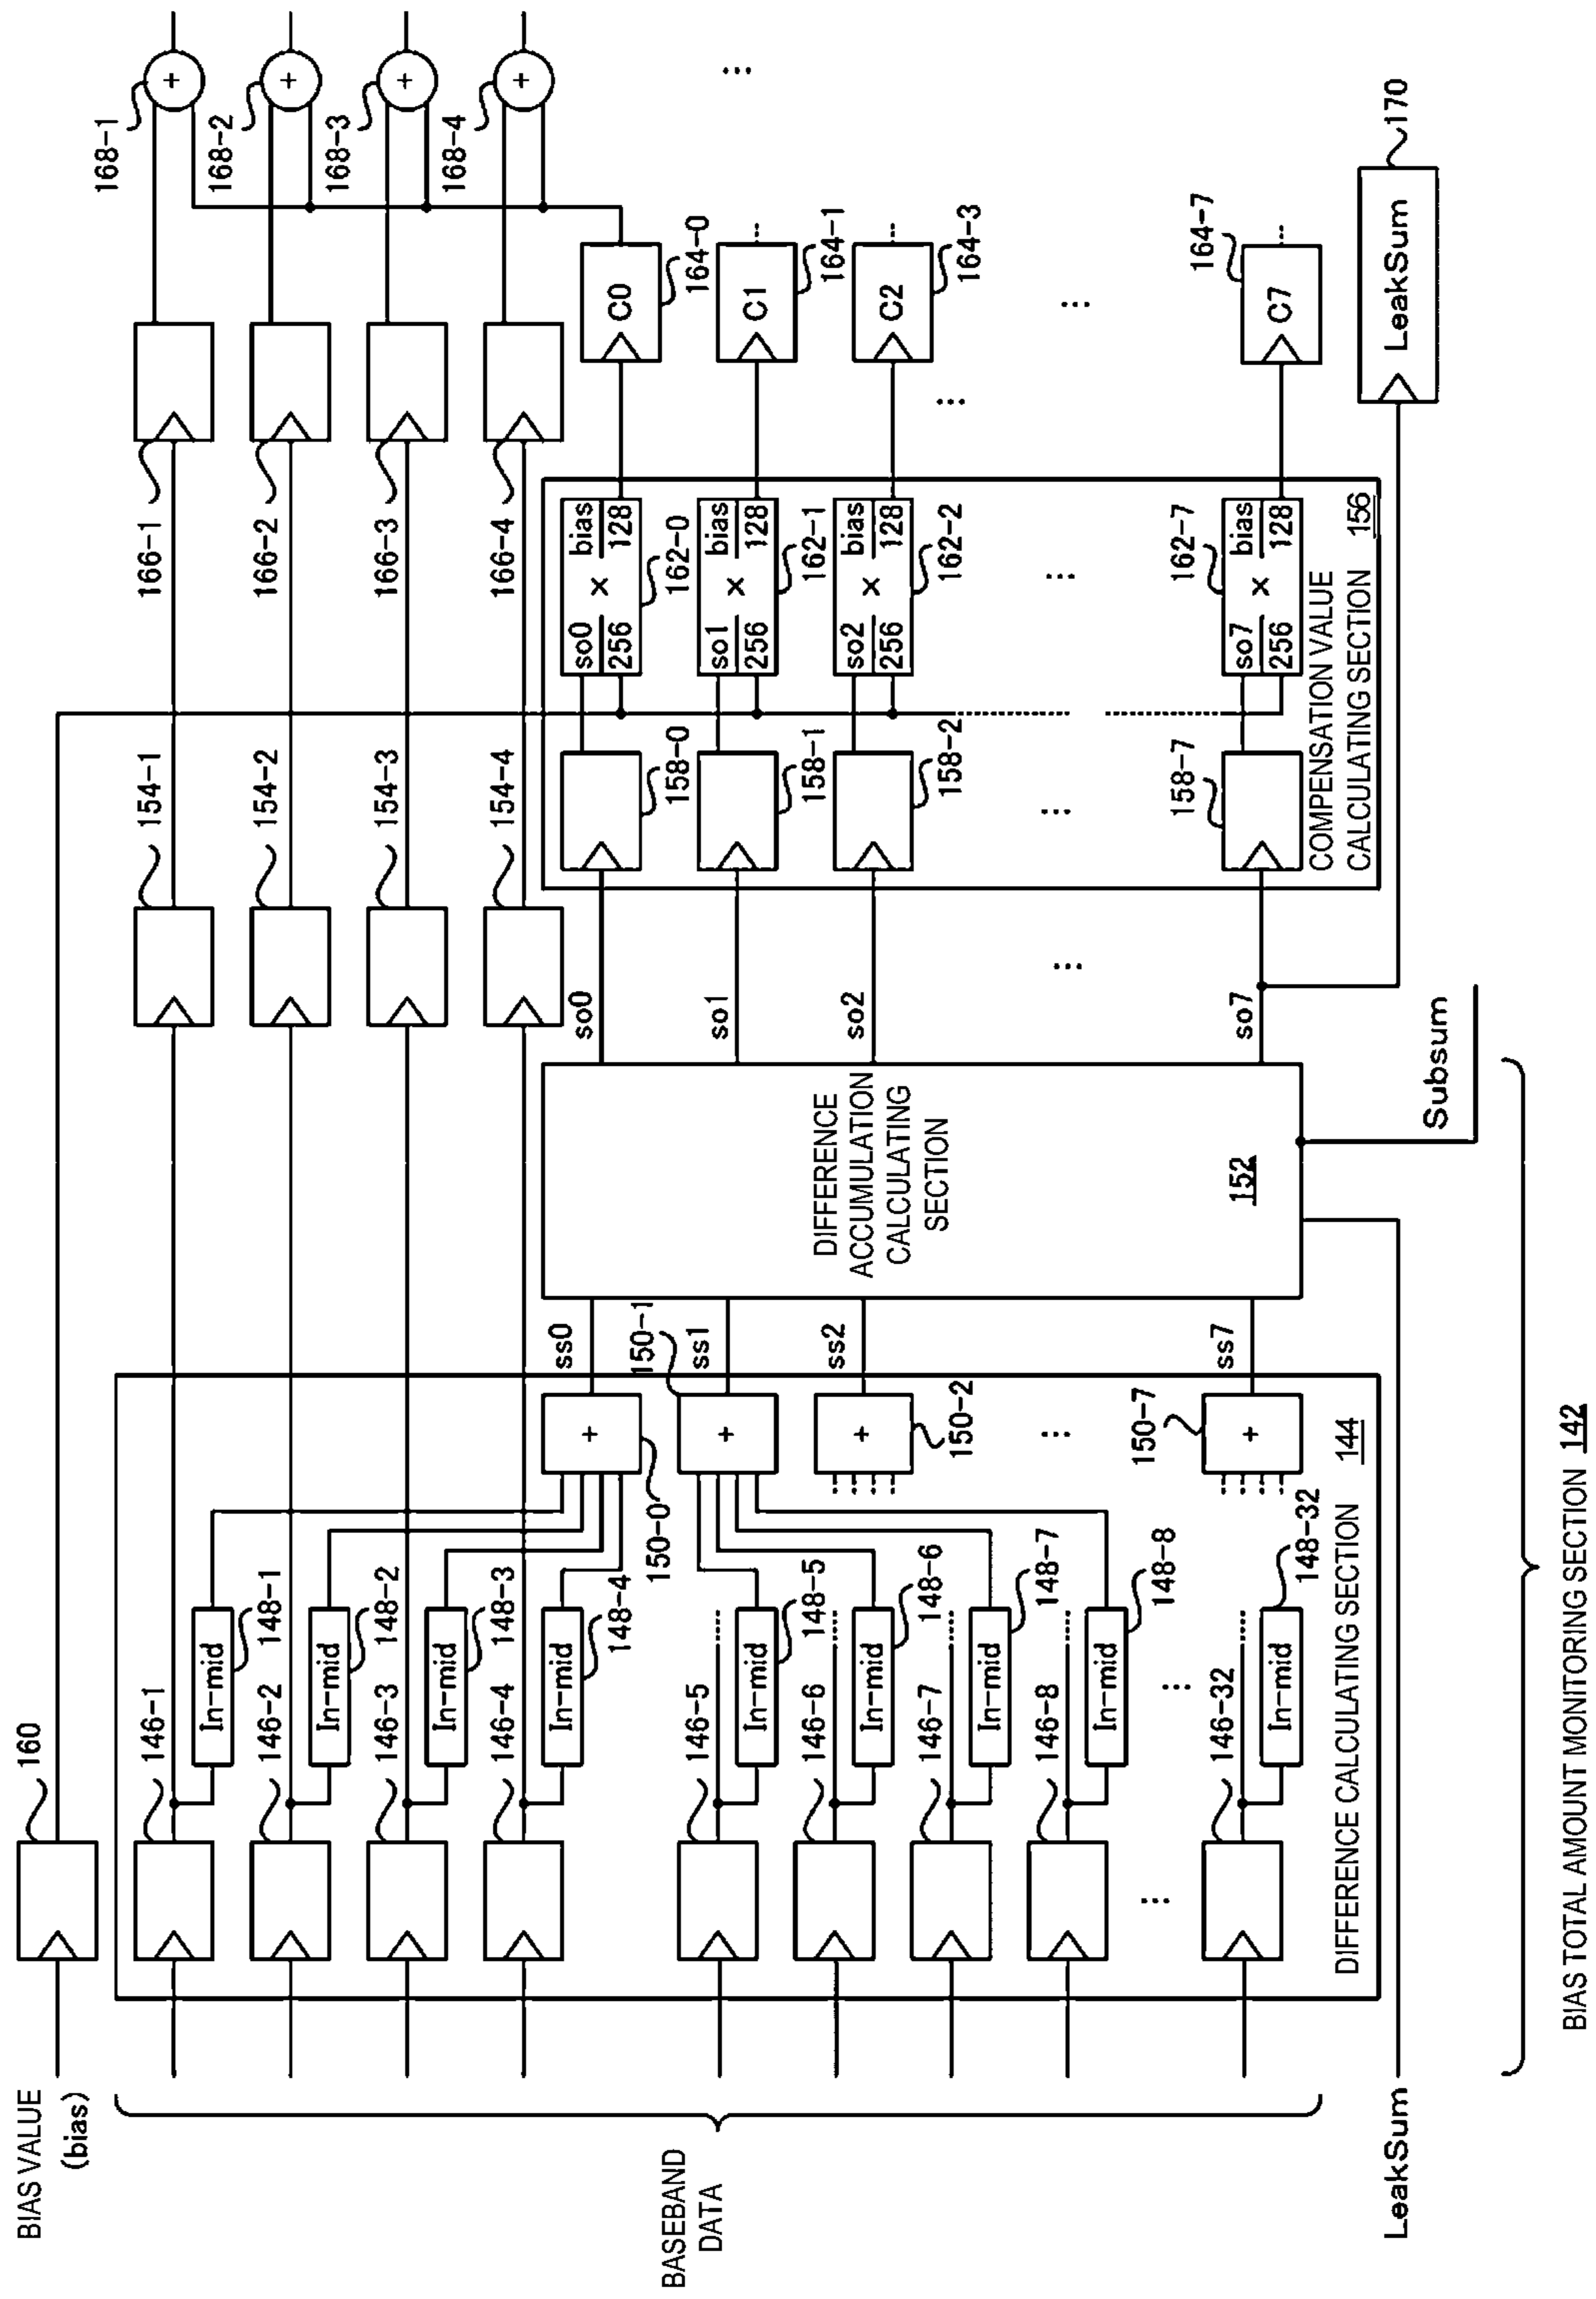 BIAS VALUE
(bias)
160
BASEBAND
DATA
LeakSum
146-1
146-2
146-3
146-4
146-5
146-6
146-7
146-8
...
146-32
...
In-mid
148-1
In-mid
148-2
In-mid
148-3
In-mid
148-4
In-mid
148-5
In-mid
148-6
In-mid
148-7
In-mid
148-8
In-mid
148-32
+
150-0
+
150-1
+
150-2
...
+
150-7
DIFFERENCE CALCULATING SECTION
144
ss0
ss1
ss2
ss7
DIFFERENCE
ACCUMULATION
CALCULATING
SECTION
152
Subsum
BIAS TOTAL AMOUNT MONITORING SECTION 142
so0
so1
so2
...
so7
154-1
154-2
154-3
154-4
158-0
158-1
158-2
...
158-7
so0 × bias
256 128
162-0
so1 × bias
256 128
162-1
so2 × bias
256 128
162-2
...
so7 × bias
256 128
162-7
COMPENSATION VALUE
CALCULATING SECTION 156
166-1
166-2
166-3
166-4
...
C0
164-0
C1
164-1
C2
164-3
...
C7
164-7
LeakSum
170
168-1
+
168-2
+
168-3
+
168-4
+
...